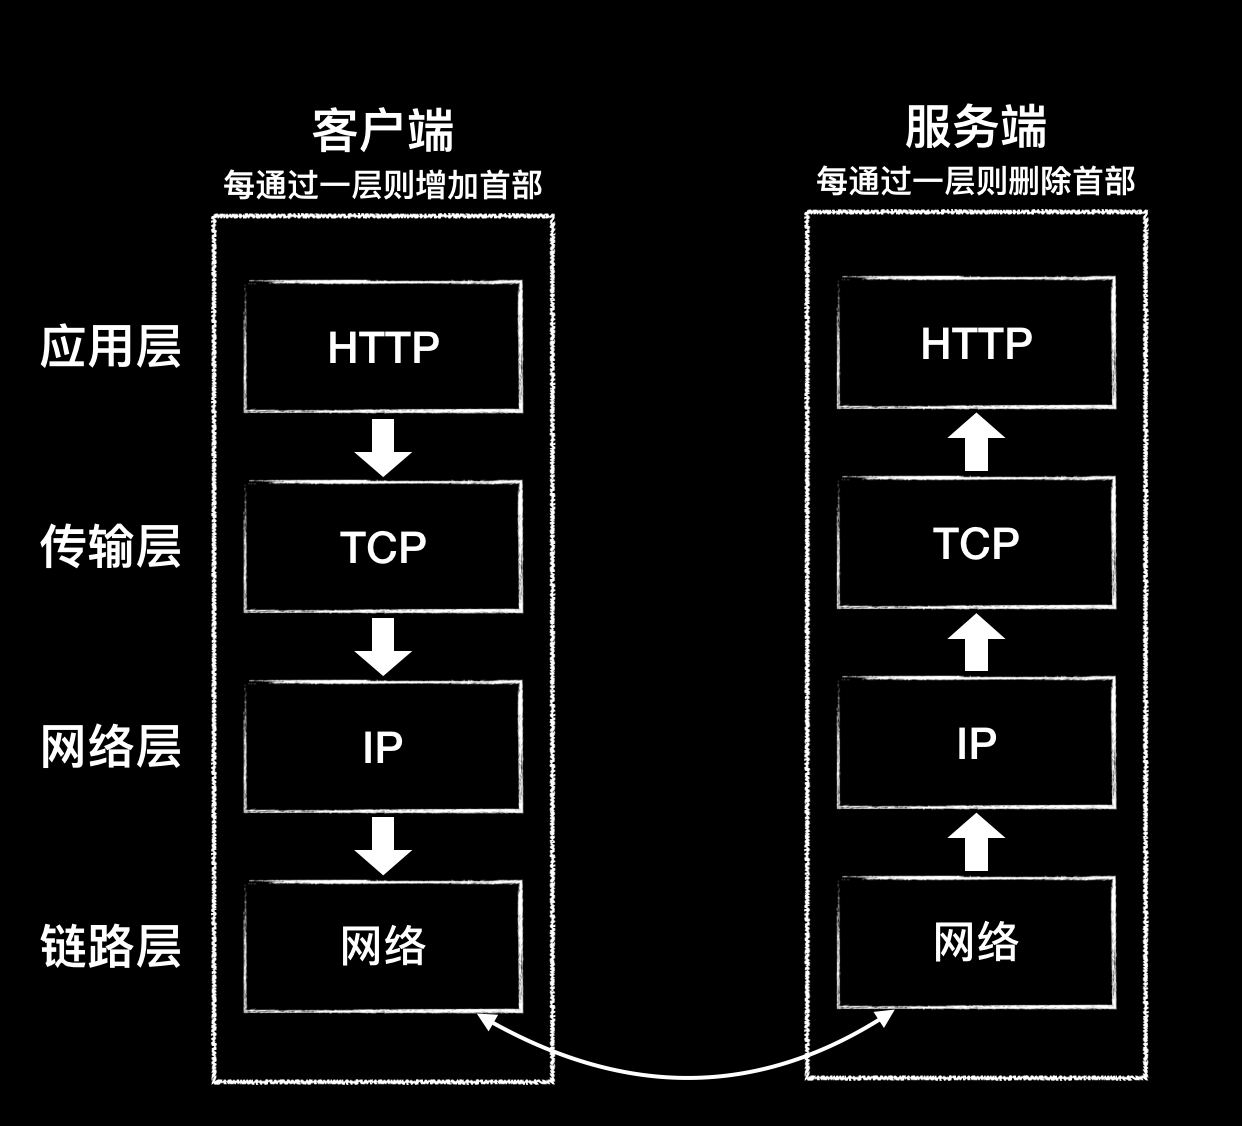 客户端
每通过一层则增加首部
服务端
每通过一层则删除首部
应用层
HTTP
HTTP
传输层
TCP
TCP
网络层
IP
IP
链路层
网络
网络